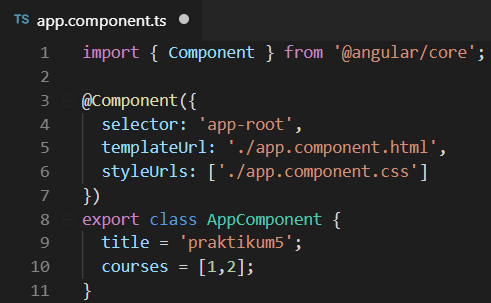 TS app.component.ts
1 import { Component } from '@angular/core';
2
3 @Component({
4   selector: 'app-root',
5   templateUrl: './app.component.html',
6   styleUrls: ['./app.component.css']
7 })
8 export class AppComponent {
9   title = 'praktikum5';
10   courses = [1,2];
11 }